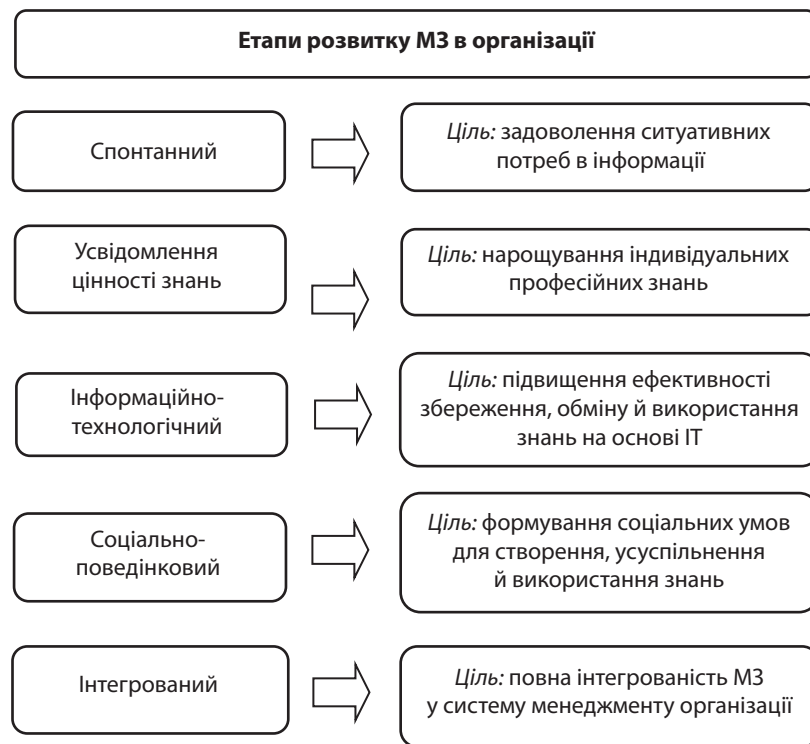 Етапи розвитку МЗ в організації
Спонтанний
Ціль: задоволення ситуативних
потреб в інформації
Усвідомлення
цінності знань
Ціль: нарощування індивідуальних
професійних знань
Інформаційно-
технологічний
Ціль: підвищення ефективності
збереження, обміну й використання
знань на основі ІТ
Соціально-
поведінковий
Ціль: формування соціальних умов
для створення, усуспільнення
й використання знань
Інтегрований
Ціль: повна інтегрованість МЗ
у систему менеджменту організації